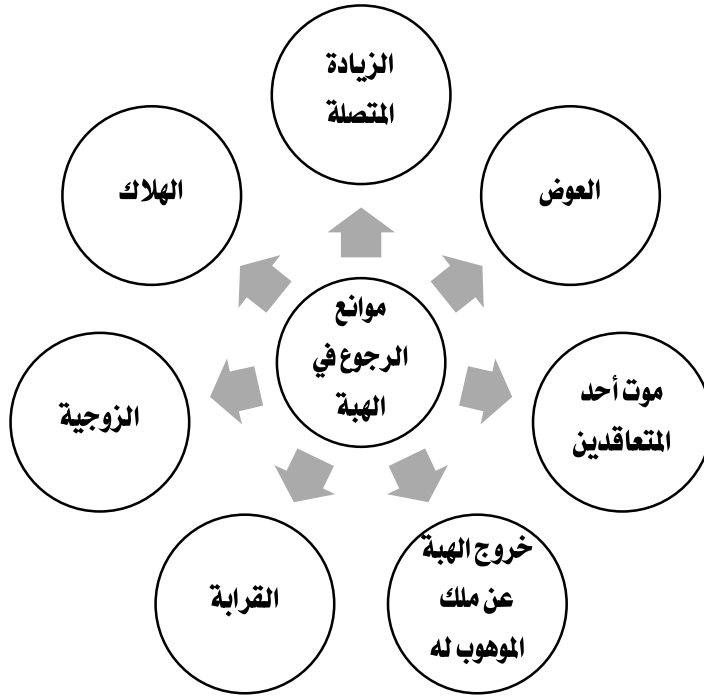 موانع
الرجوع في
الهبة
الزيادة
المتصلة
العوض
موت أحد
المتعاقدين
خروج الهبة
عن ملك
الموهوب له
القرابة
الزوجية
الهلاك